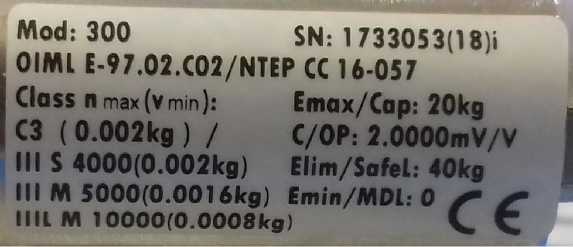 Mod: 300 SN: 1733053(18)i
OIML E-97.02.C02/NTEP CC 16-057
Class n max (v min): Emax/Cap: 20kg
C3 ( 0.002kg ) / C/OP: 2.0000mV/V
III S 4000(0.002kg) Elim/SafeL: 40kg
III M 5000(0.0016kg) Emin/MDL: 0
IIIL M 10000(0.0008kg) CE